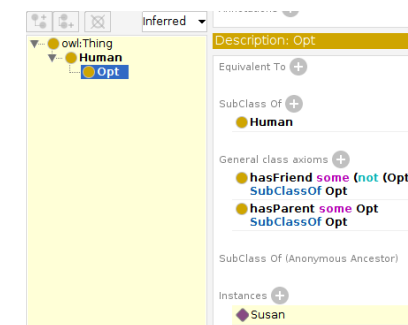 Inferred
owl:Thing
Human
Opt
Description: Opt
Equivalent To
SubClass Of
Human
General class axioms
hasFriend some (not (Opt
SubClassOf Opt
hasParent some Opt
SubClassOf Opt
SubClass Of (Anonymous Ancestor)
Instances
Susan